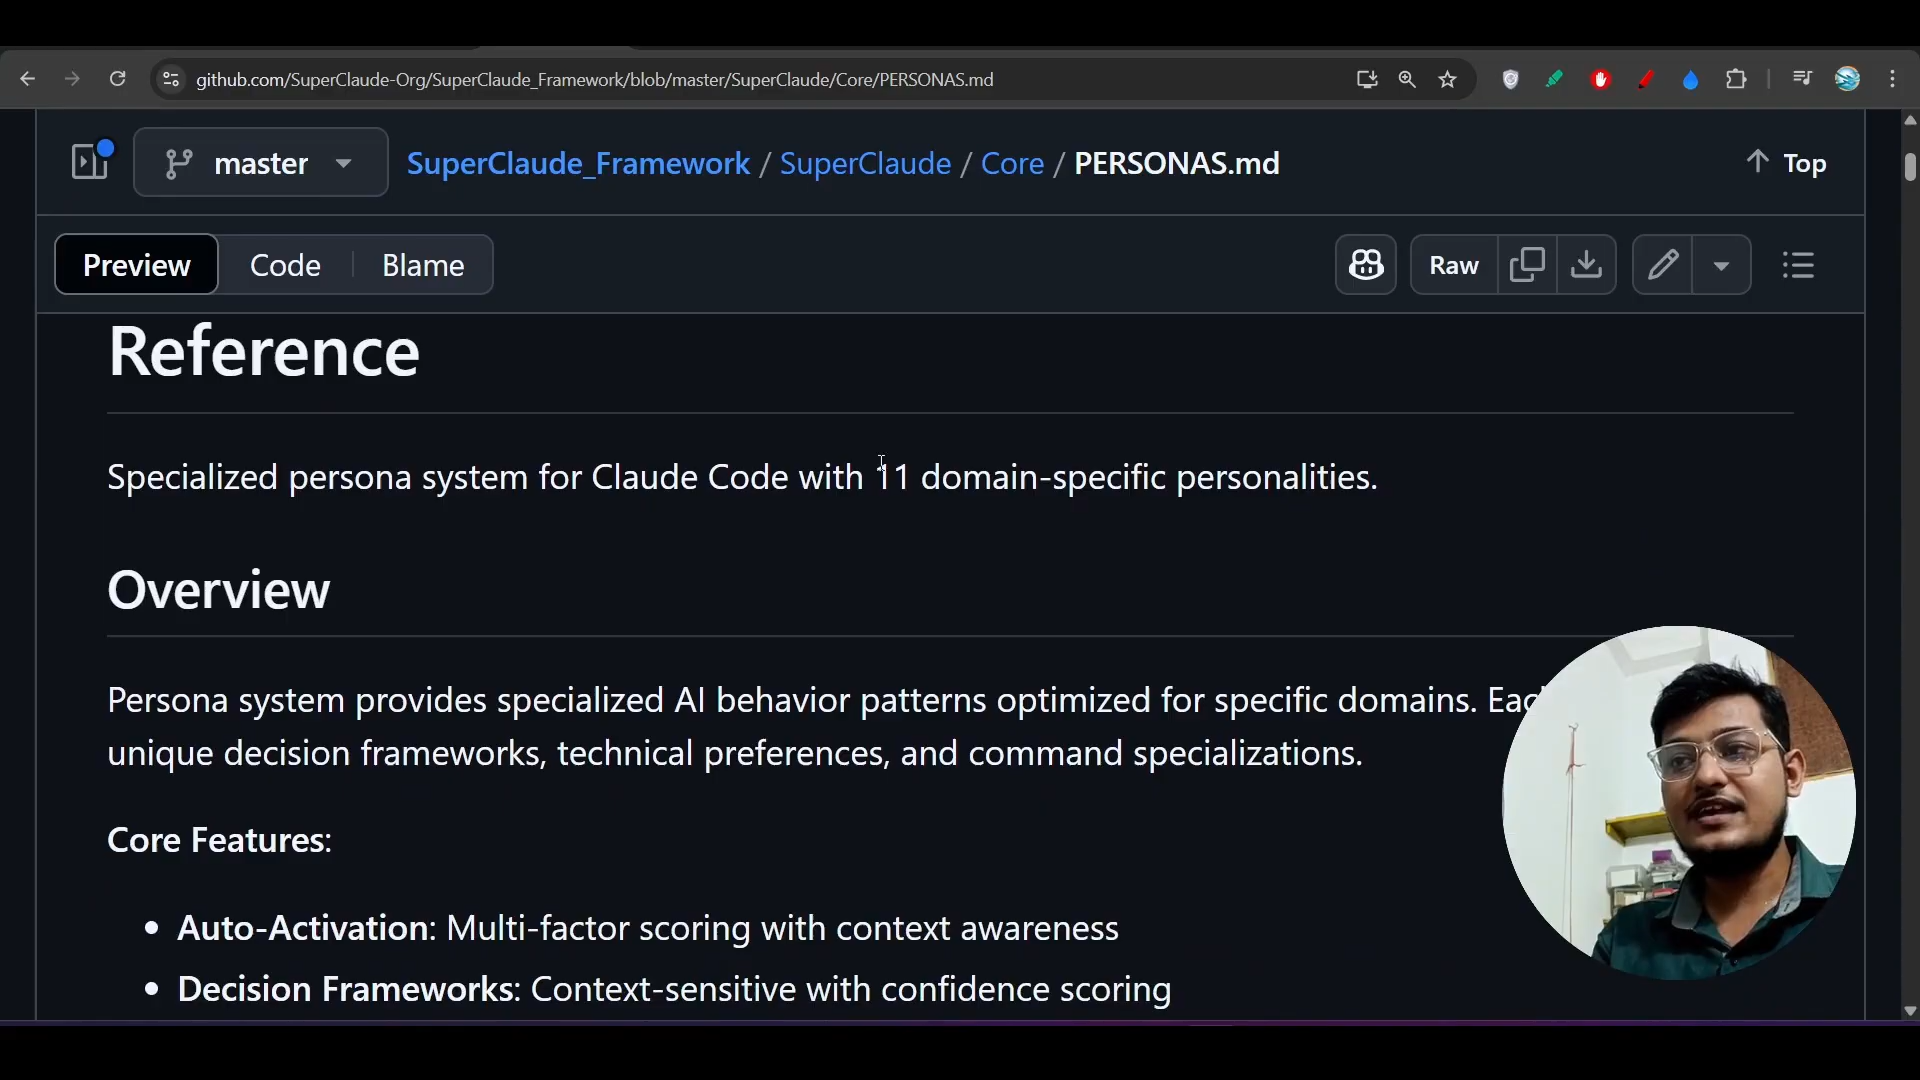 github.com/SuperClaude-Org/SuperClaude_Framework/blob/master/SuperClaude/Core/PERSONAS.md
master
SuperClaude_Framework / SuperClaude / Core / PERSONAS.md
Top
Preview
Code
Blame
Raw
Reference
Specialized persona system for Claude Code with 11 domain-specific personalities.
Overview
Persona system provides specialized AI behavior patterns optimized for specific domains.
unique decision frameworks, technical preferences, and command specializations.
Core Features:
• Auto-Activation: Multi-factor scoring with context awareness
• Decision Frameworks: Context-sensitive with confidence scoring